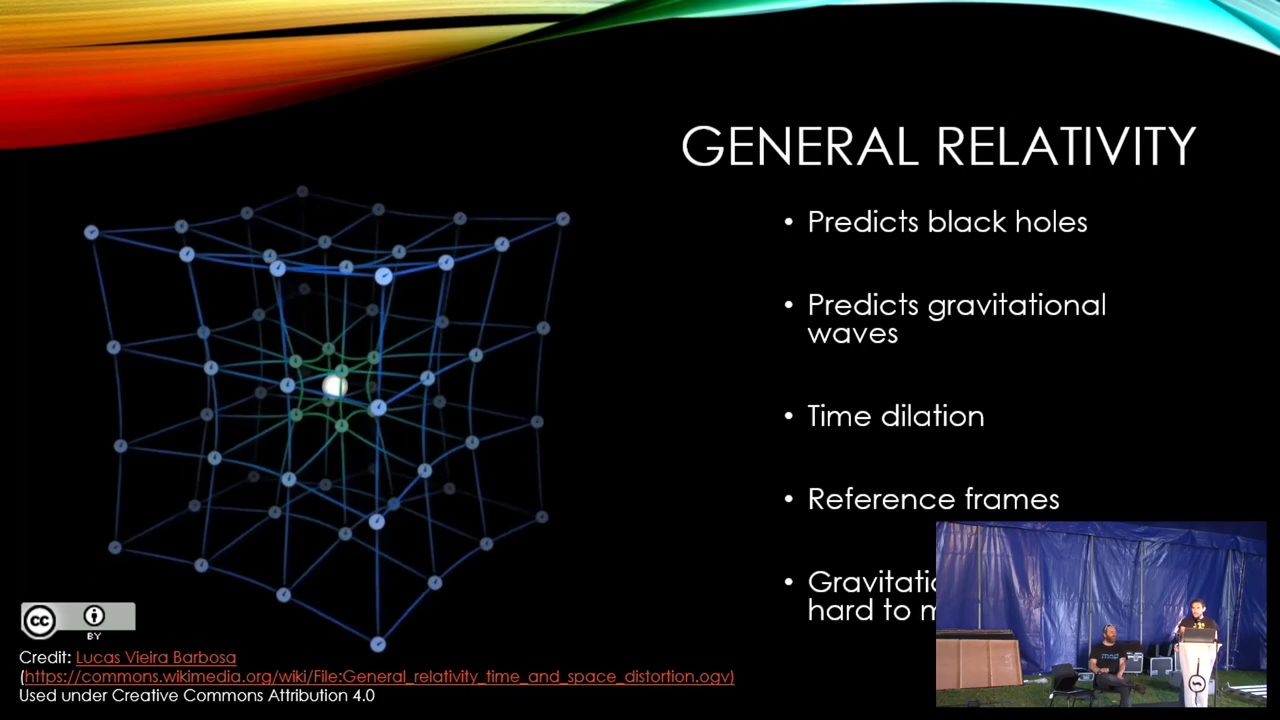 GENERAL RELATIVITY
• Predicts black holes
• Predicts gravitational
waves
• Time dilation
• Reference frames
• 
hard to
cc
BY
Credit: Lucas Vieira Barbosa
(https://commons.wikimedia.org/wiki/File:General_relativity_time_and_space_distortion.ogv)
Used under Creative Commons Attribution 4.0